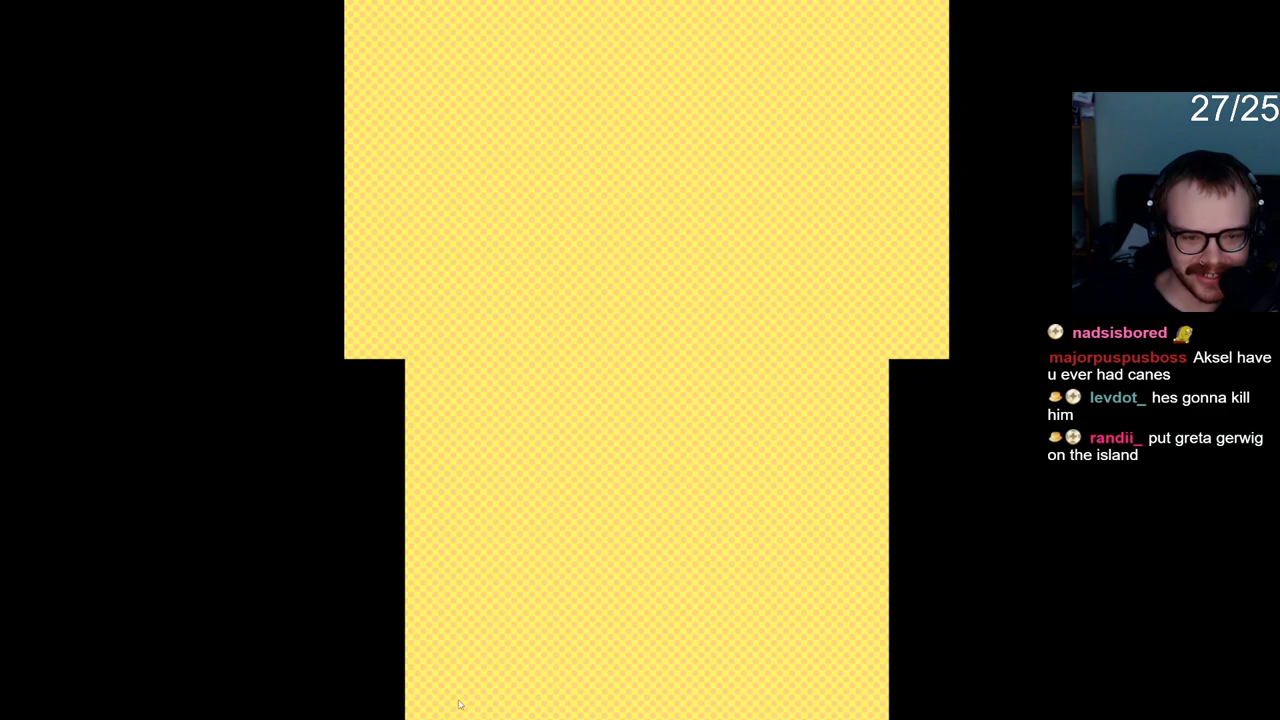 27/25
nadsisbored
majorpuspusboss Aksel have
u ever had canes
levdot_ hes gonna kill
him
randii_ put greta gerwig
on the island